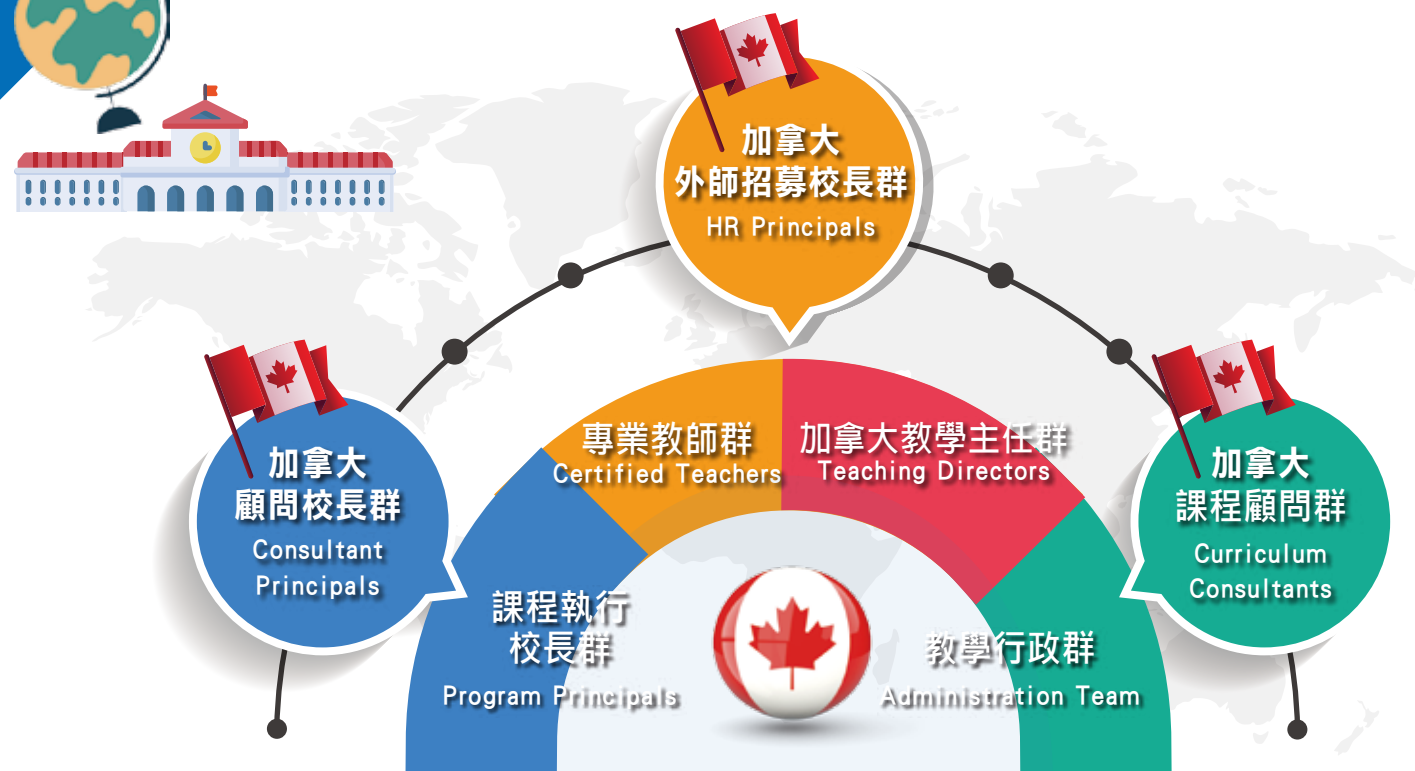 加拿大
外師招募校長群
HR Principals
加拿大
顧問校長群
Consultant
Principals
專業教師群
Certified Teachers
加拿大教學主任群
Teaching Directors
加拿大
課程顧問群
Curriculum
Consultants
課程執行
校長群
Program Principals
教學行政群
Administration Team